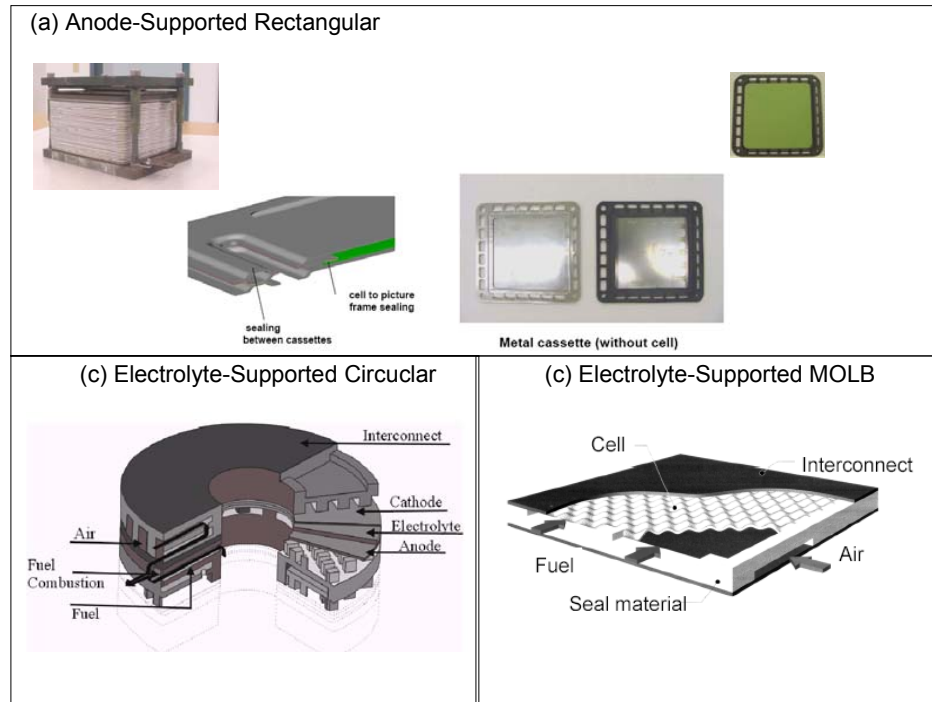 (a) Anode-Supported Rectangular
cell to picture
frame sealing
sealing
between cassettes
Metal cassette (without cell)
(c) Electrolyte-Supported Circuclar
Interconnect
Cathode
Electrolyte
Anode
Air
Fuel
Combustion
Fuel
(c) Electrolyte-Supported MOLB
Cell
Interconnect
Fuel
Air
Seal material